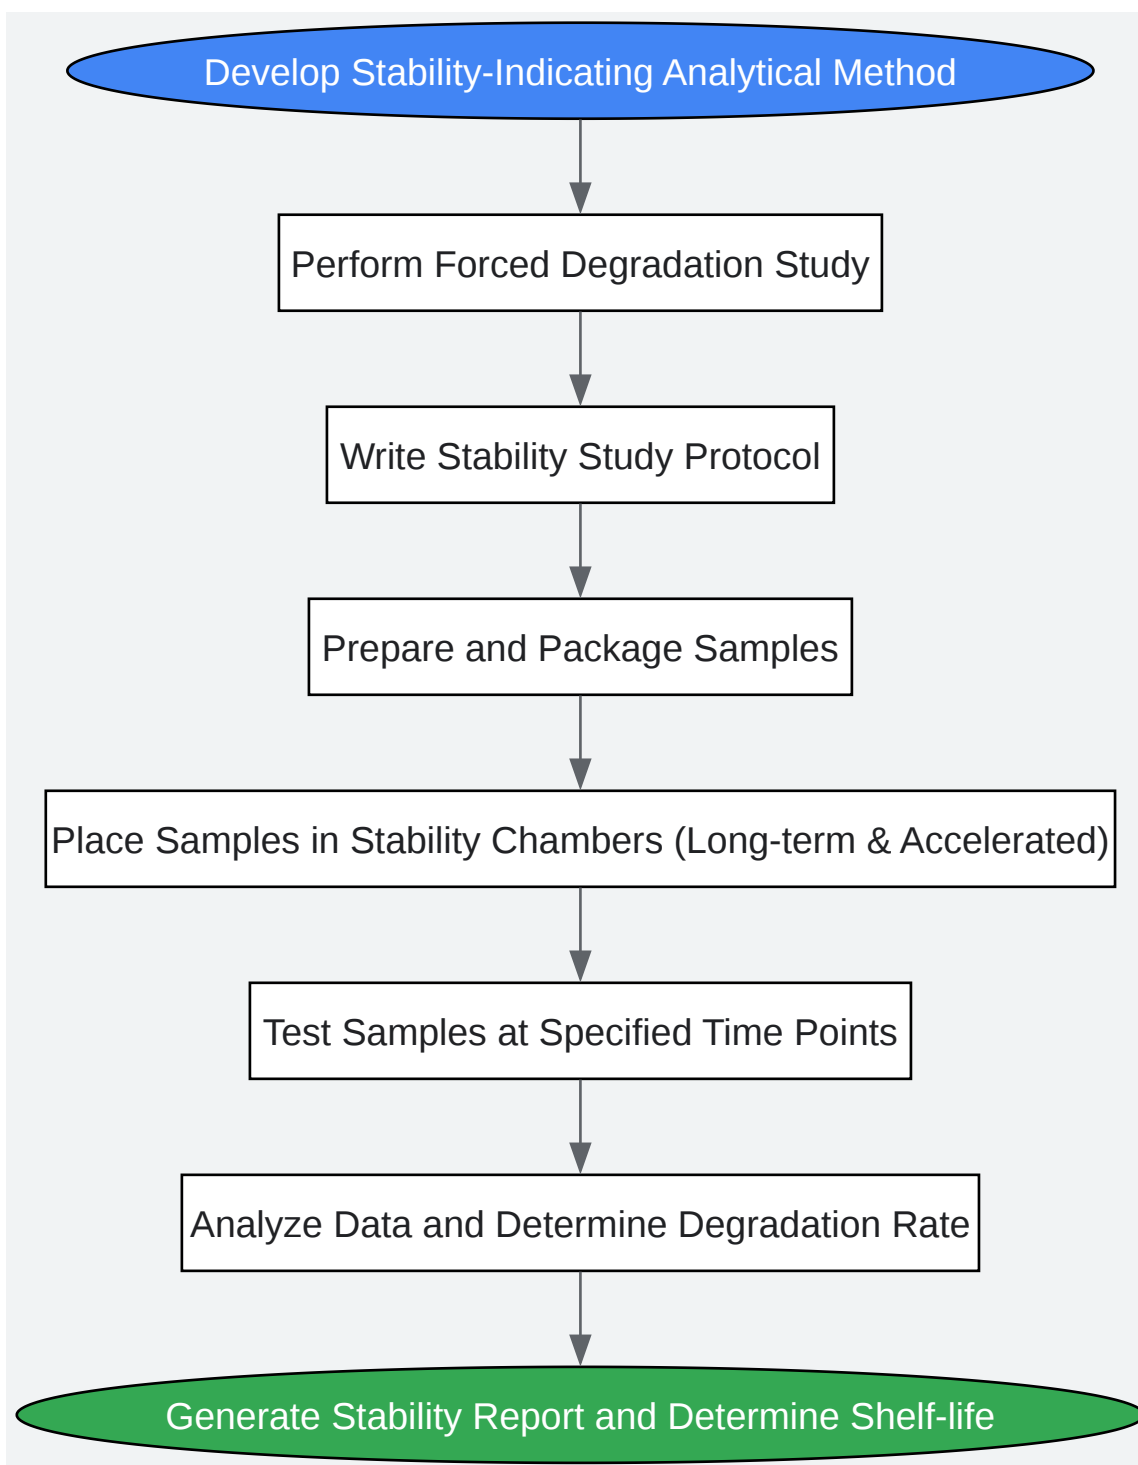 Develop Stability-Indicating Analytical Method
Perform Forced Degradation Study
Write Stability Study Protocol
Prepare and Package Samples
Place Samples in Stability Chambers (Long-term & Accelerated)
Test Samples at Specified Time Points
Analyze Data and Determine Degradation Rate
Generate Stability Report and Determine Shelf-life